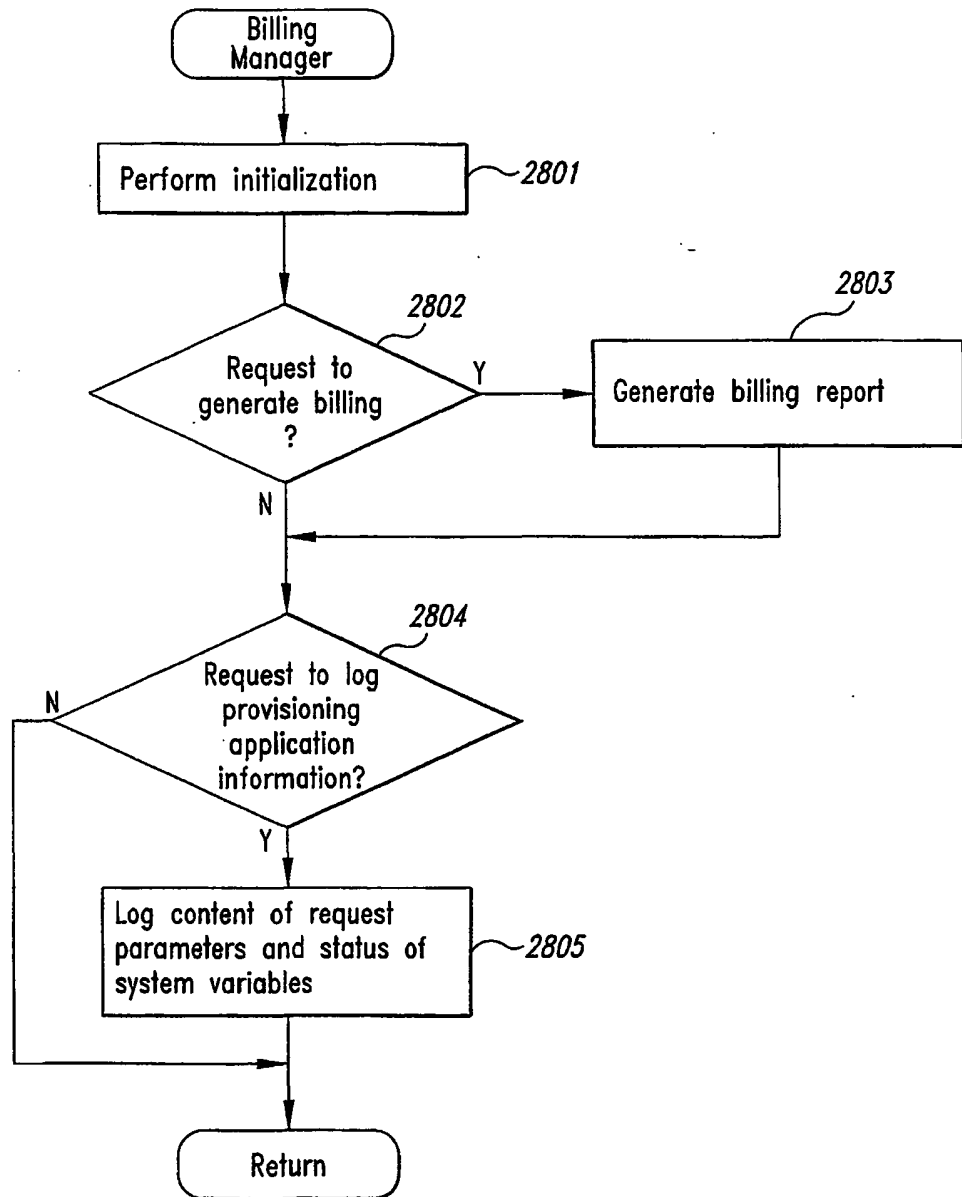 Billing
Manager
Perform initialization
2801
2802
Request to
generate billing
?
Y
N
2803
Generate billing report
2804
Request to log
provisioning
application
information?
N
Y
Log content of request
parameters and status of
system variables
2805
Return